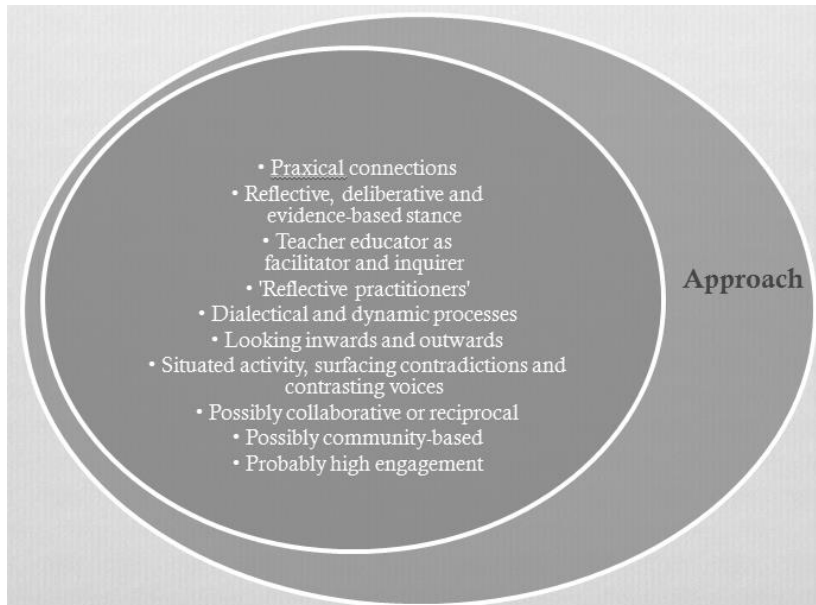 • Praxical connections
• Reflective, deliberative and
evidence-based stance
• Teacher educator as
facilitator and inquirer
• 'Reflective practitioners'
• Dialectical and dynamic processes
• Looking inwards and outwards
• Situated activity, surfacing contradictions and
contrasting voices
• Possibly collaborative or reciprocal
• Possibly community-based
• Probably high engagement
Approach